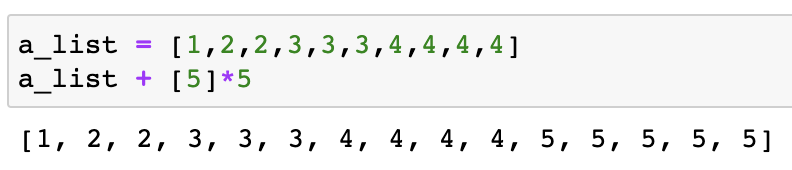 a_list = [1,2,2,3,3,3,4,4,4,4]
a_list + [5]*5
[1, 2, 2, 3, 3, 3, 4, 4, 4, 4, 5, 5, 5, 5, 5]